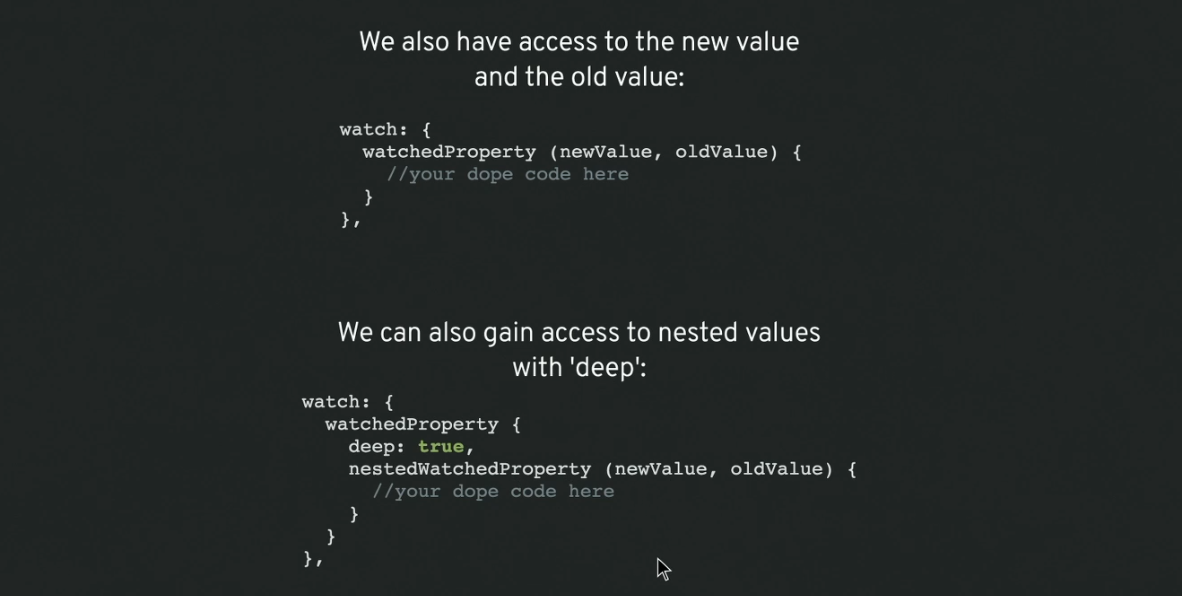 We also have access to the new value
and the old value:
watch: {
  watchedProperty (newValue, oldValue) {
    //your dope code here
  }
},
We can also gain access to nested values
with 'deep':
watch: {
  watchedProperty {
    deep: true,
    nestedWatchedProperty (newValue, oldValue) {
      //your dope code here
    }
  }
},